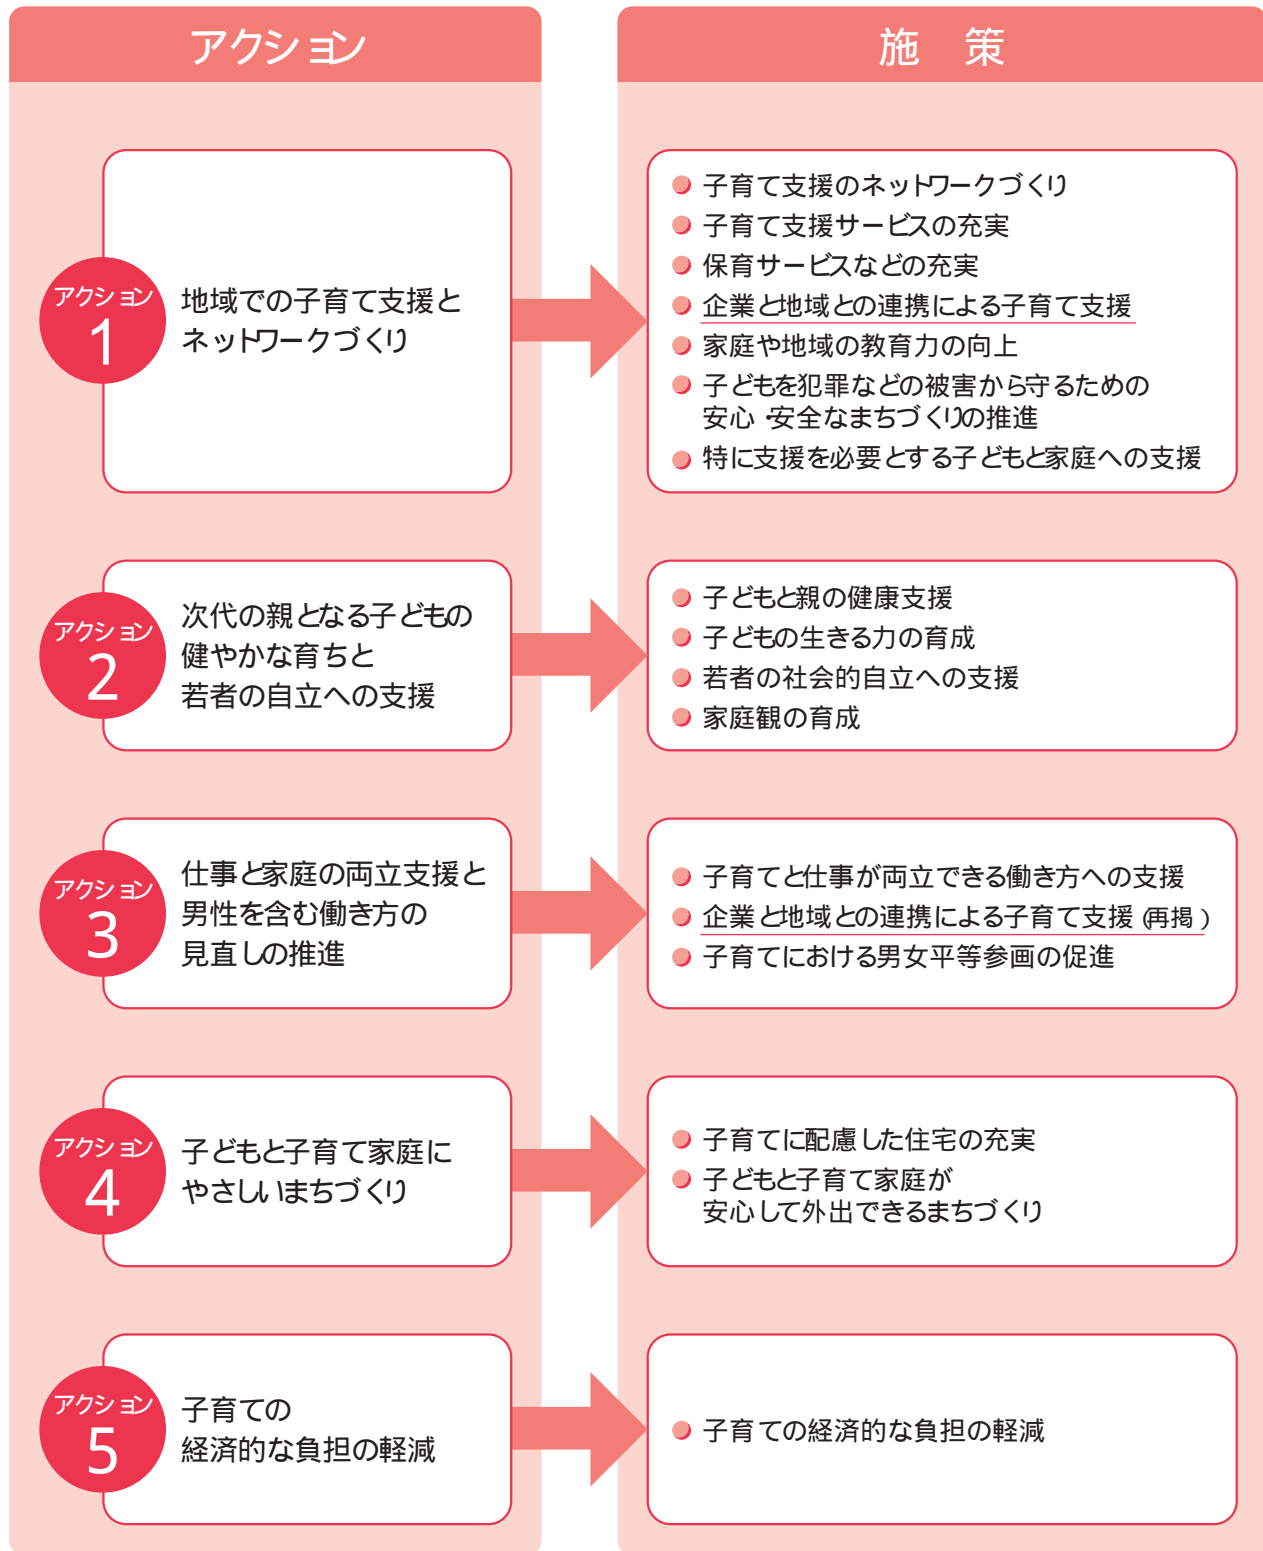 アクション
施 策
アクション
1
地域での子育て支援と
ネットワークづくり
子育て支援のネットワークづくり
子育て支援サービスの充実
保育サービスなどの充実
企業と地域との連携による子育て支援
家庭や地域の教育力の向上
子どもを犯罪などの被害から守るための
安心・安全なまちづくりの推進
特に支援を必要とする子どもと家庭への支援
アクション
2
次代の親となる子どもの
健やかな育ちと
若者の自立への支援
子どもと親の健康支援
子どもの生きる力の育成
若者の社会的自立への支援
家庭観の育成
アクション
3
仕事と家庭の両立支援と
男性を含む働き方の
見直しの推進
子育てと仕事が両立できる働き方への支援
企業と地域との連携による子育て支援(再掲)
子育てにおける男女平等参画の促進
アクション
4
子どもと子育て家庭に
やさしいまちづくり
子育てに配慮した住宅の充実
子どもと子育て家庭が
安心して外出できるまちづくり
アクション
5
子育ての
経済的な負担の軽減
子育ての経済的な負担の軽減